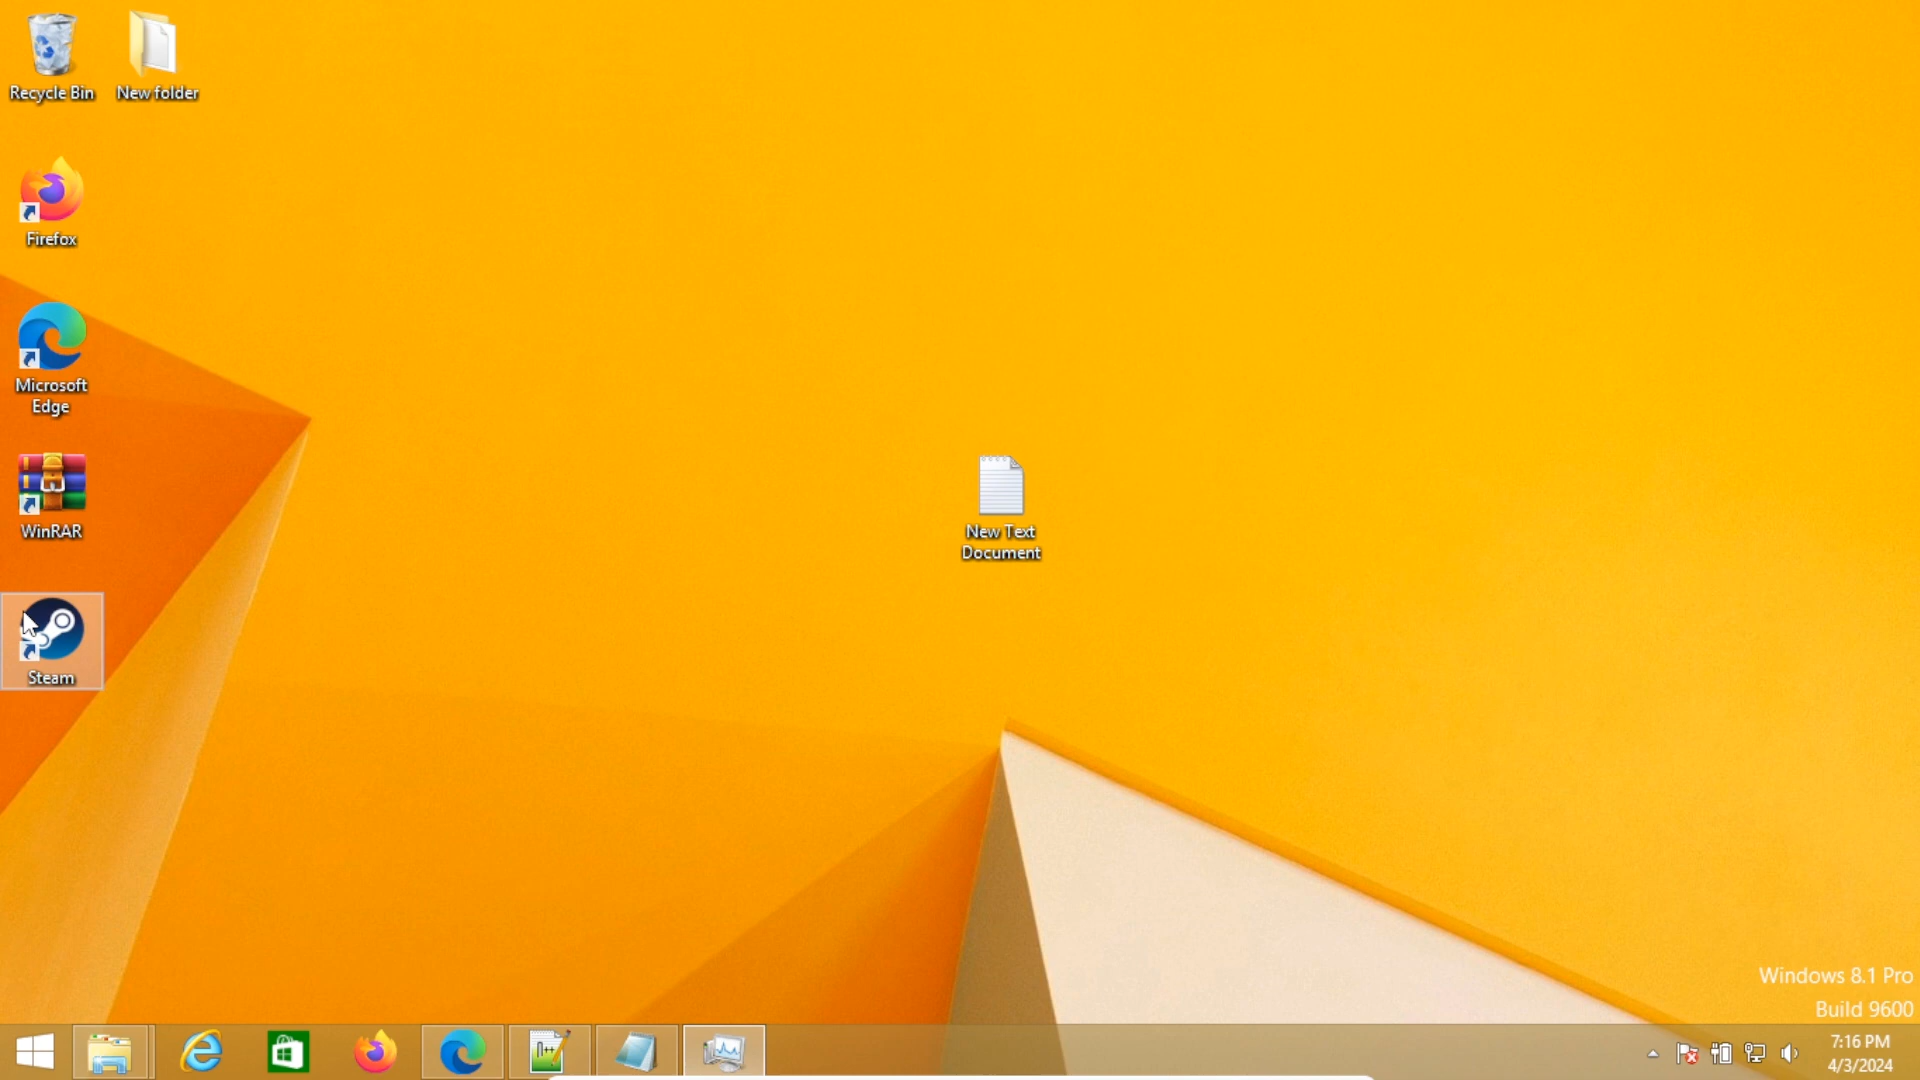 Recycle Bin
New folder
Firefox
Microsoft
Edge
WinRAR
New Text
Document
Steam
Windows 8.1 Pro
Build 9600
n++
7:16 PM
4/3/2024